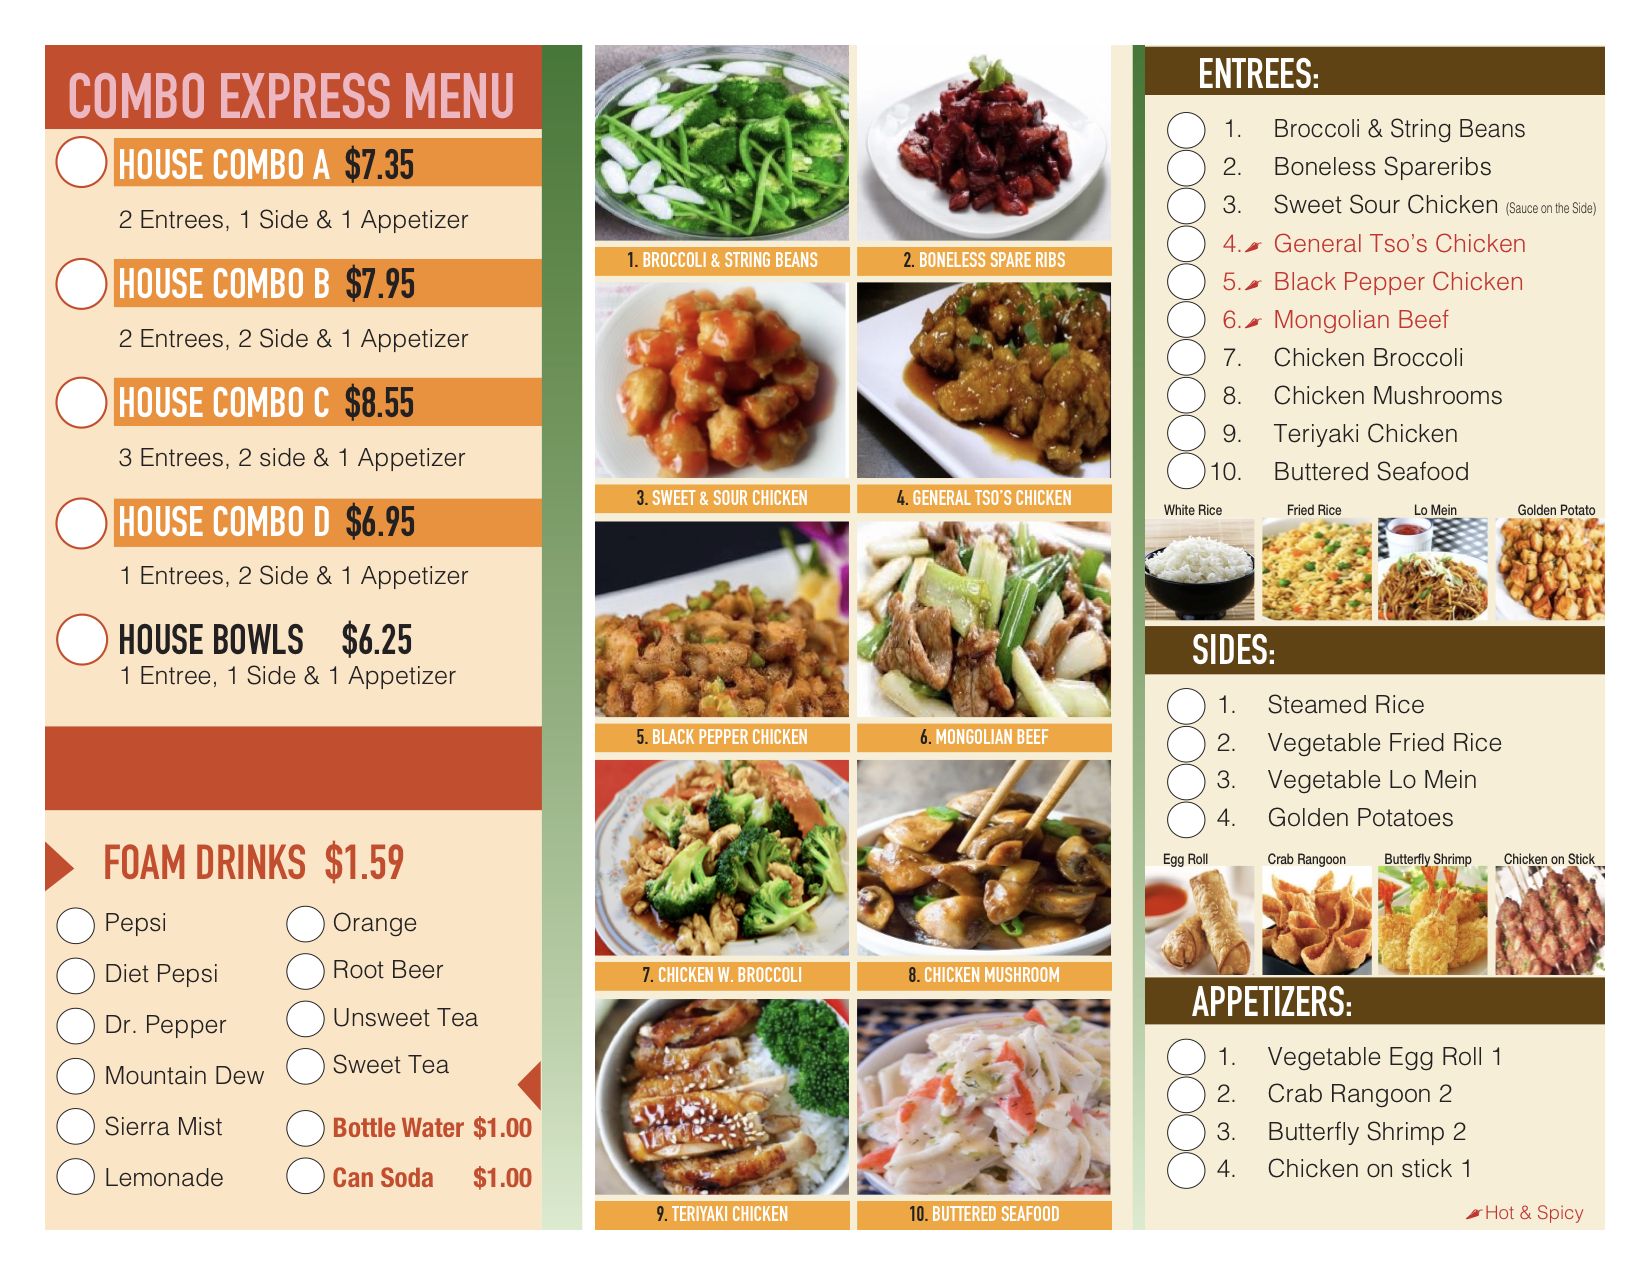 COMBO EXPRESS MENU
HOUSE COMBO A $7.35
2 Entrees, 1 Side & 1 Appetizer
HOUSE COMBO B $7.95
2 Entrees, 2 Side & 1 Appetizer
HOUSE COMBO C $8.55
3 Entrees, 2 side & 1 Appetizer
HOUSE COMBO D $6.95
1 Entrees, 2 Side & 1 Appetizer
HOUSE BOWLS $6.25
1 Entree, 1 Side & 1 Appetizer
FOAM DRINKS $1.59
Pepsi
Diet Pepsi
Dr. Pepper
Mountain Dew
Sierra Mist
Lemonade
Orange
Root Beer
Unsweet Tea
Sweet Tea
Bottle Water $1.00
Can Soda $1.00
1. BROCCOLI & STRING BEANS
2. BONELESS SPARE RIBS
3. SWEET & SOUR CHICKEN
4. GENERAL TSO'S CHICKEN
5. BLACK PEPPER CHICKEN
6. MONGOLIAN BEEF
7. CHICKEN W. BROCCOLI
8. CHICKEN MUSHROOM
9. TERIYAKI CHICKEN
10. BUTTERED SEAFOOD
ENTREES:
1. Broccoli & String Beans
2. Boneless Spareribs
3. Sweet Sour Chicken (Sauce on the Side)
4. General Tso's Chicken
5. Black Pepper Chicken
6. Mongolian Beef
7. Chicken Broccoli
8. Chicken Mushrooms
9. Teriyaki Chicken
10. Buttered Seafood
White Rice Fried Rice Lo Mein Golden Potato
SIDES:
1. Steamed Rice
2. Vegetable Fried Rice
3. Vegetable Lo Mein
4. Golden Potatoes
Egg Roll Crab Rangoon Butterfly Shrimp Chicken on Stick
APPETIZERS:
1. Vegetable Egg Roll 1
2. Crab Rangoon 2
3. Butterfly Shrimp 2
4. Chicken on stick 1
Hot & Spicy